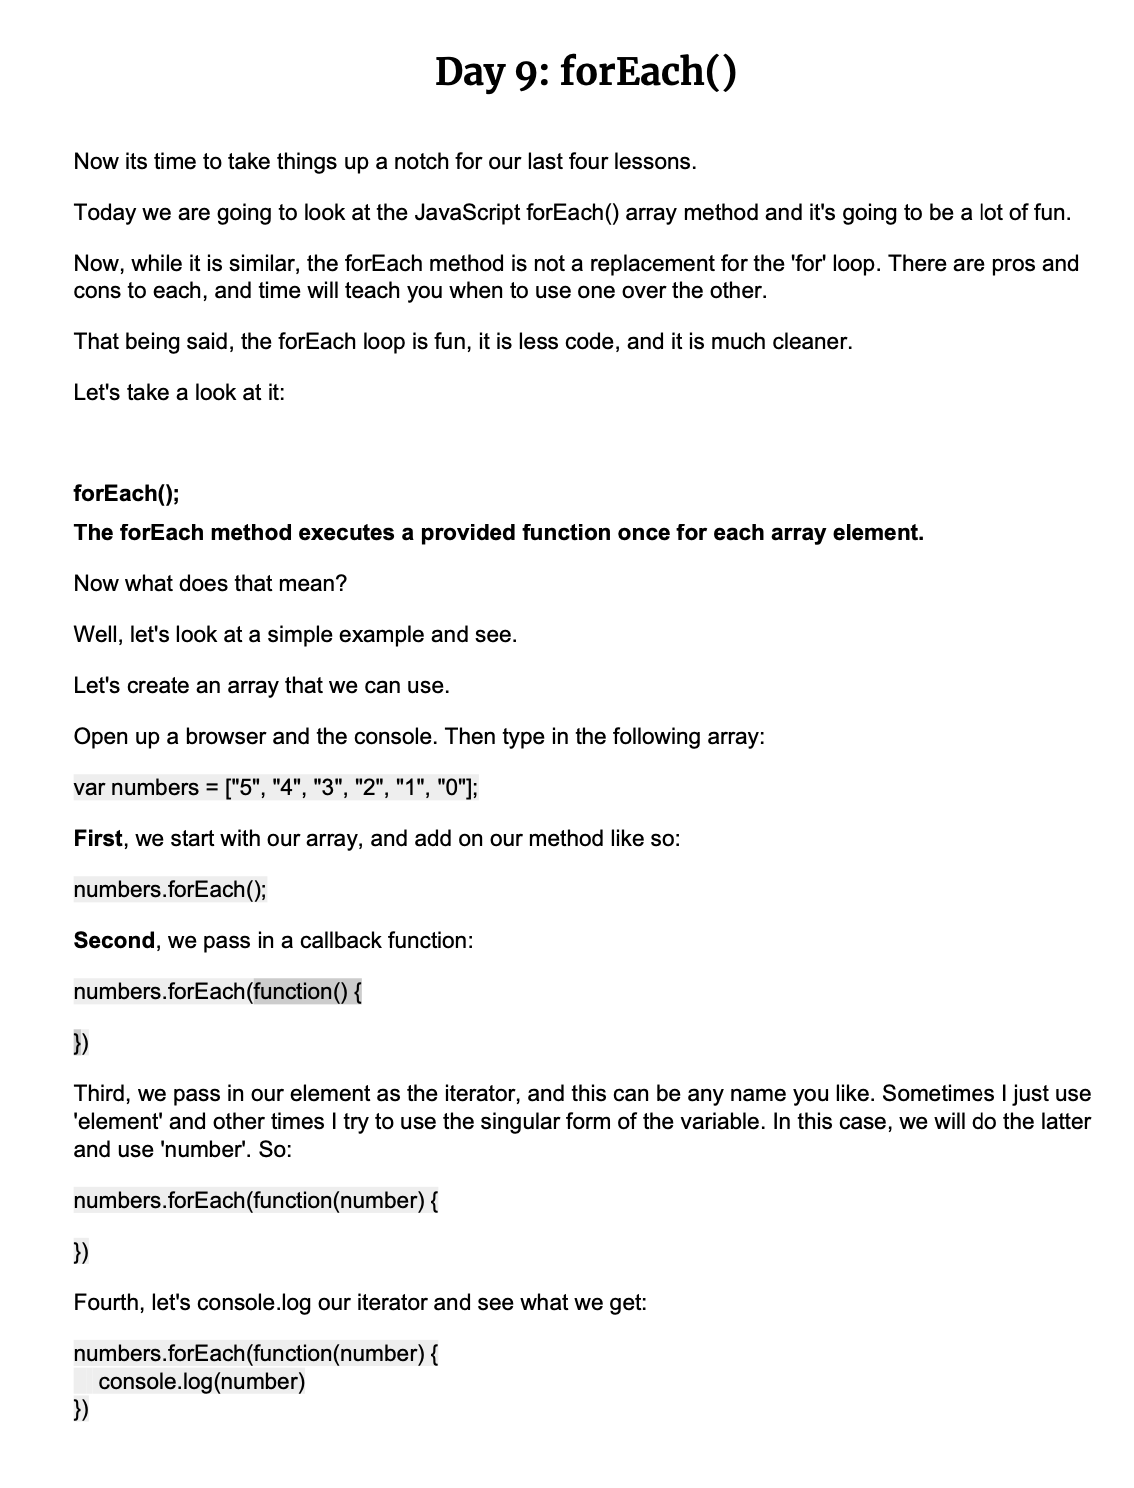 Day 9: forEach()
Now its time to take things up a notch for our last four lessons.
Today we are going to look at the JavaScript forEach() array method and it's going to be a lot of fun.
Now, while it is similar, the forEach method is not a replacement for the 'for' loop. There are pros and
cons to each, and time will teach you when to use one over the other.
That being said, the forEach loop is fun, it is less code, and it is much cleaner.
Let's take a look at it:
forEach();
The forEach method executes a provided function once for each array element.
Now what does that mean?
Well, let's look at a simple example and see.
Let's create an array that we can use.
Open up a browser and the console. Then type in the following array:
var numbers = ["5", "4", "3", "2", "1", "0"];
First, we start with our array, and add on our method like so:
numbers.forEach();
Second, we pass in a callback function:
numbers.forEach(function() {
})
Third, we pass in our element as the iterator, and this can be any name you like. Sometimes I just use
'element' and other times I try to use the singular form of the variable. In this case, we will do the latter
and use 'number'. So:
numbers.forEach(function(number) {
})
Fourth, let's console.log our iterator and see what we get:
numbers.forEach(function(number) {
    console.log(number)
})